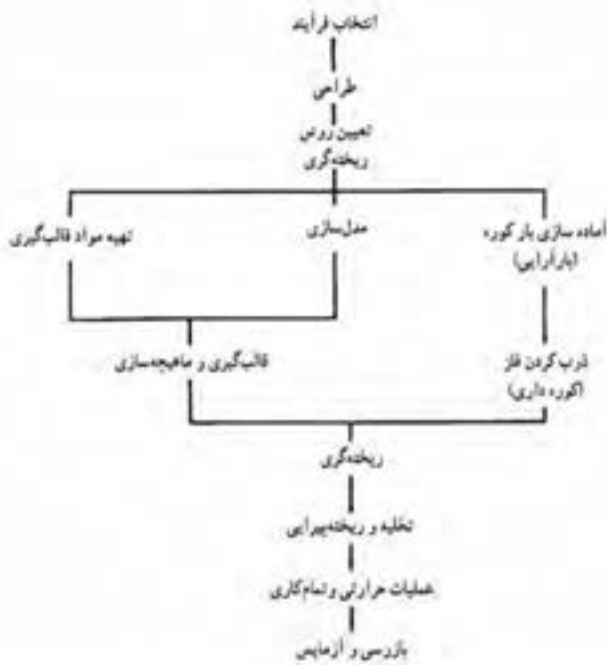 انتخاب فرآیند
طراحی
تعیین روش
ریخته‌گری
آماده سازی بار کوره
(بارآرایی)
مدل‌سازی
تهیه مواد قالب‌گیری
ذرب کردن فلز
(کوره داری)
قالب‌گیری و ماهیچه‌سازی
ریخته‌گری
تخلیه و ریخته‌پیرایی
عملیات حرارتی و تمام‌کاری
بازرسی و آزمایش